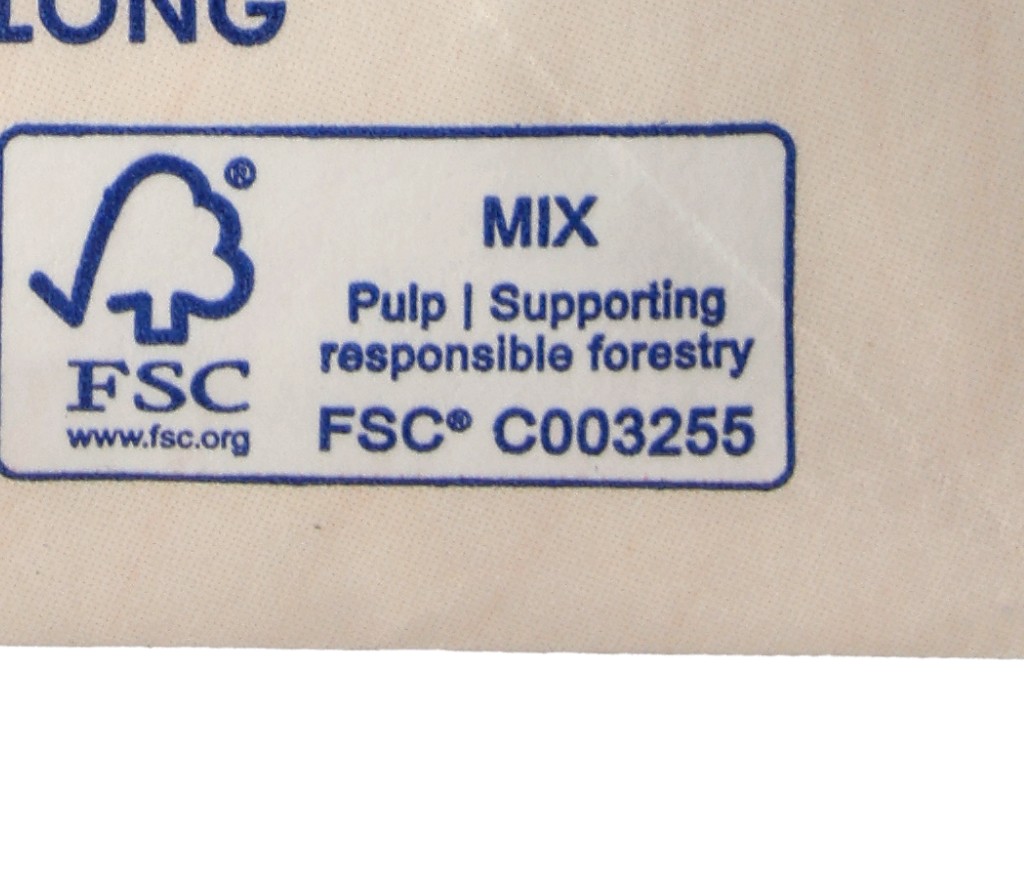 LONG
®
MIX
Pulp | Supporting
responsible forestry
FSC
FSC® C003255
www.fsc.org